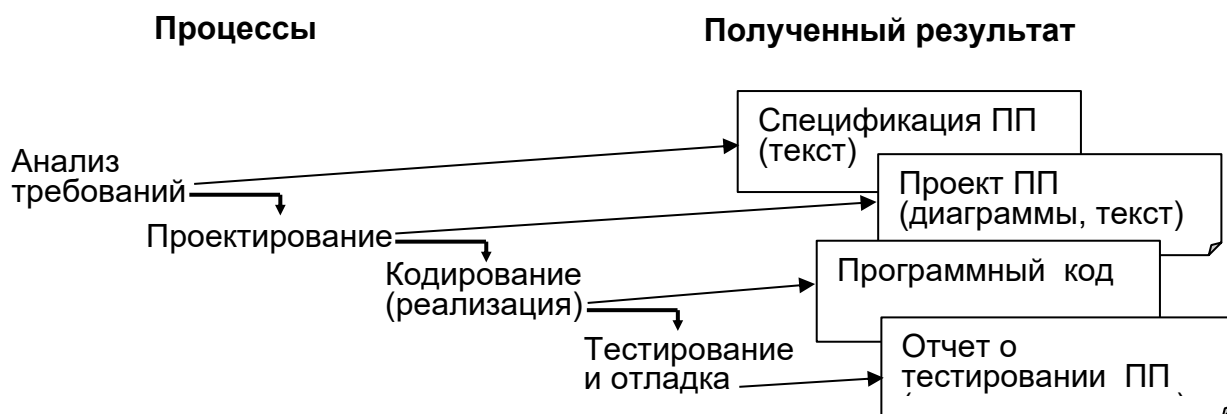 Процессы
Полученный результат
Спецификация ПП
(текст)
Анализ
требований
Проект ПП
(диаграммы, текст)
Проектирование
Кодирование
(реализация)
Программный код
Тестирование
и отладка
Отчет о
тестировании ПП